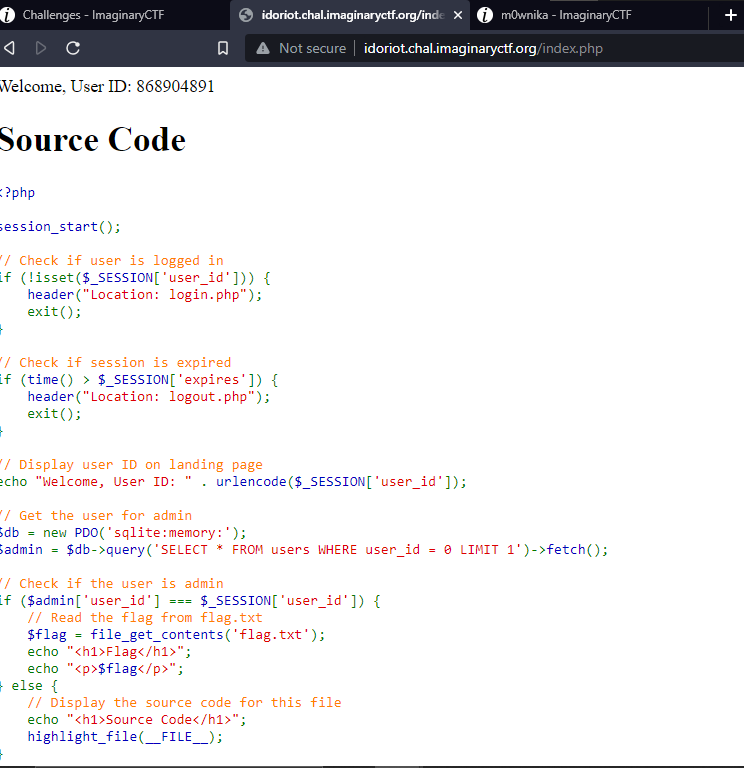 Challenges - ImaginaryCTF
idoriot.chal.imaginaryctf.org/inde
m0wnika - ImaginaryCTF
Not secure
idoriot.chal.imaginaryctf.org/index.php
Welcome, User ID: 868904891
Source Code
<?php
session_start();
// Check if user is logged in
if (!isset($_SESSION['user_id'])) {
    header("Location: login.php");
    exit();
}
// Check if session is expired
if (time() > $_SESSION['expires']) {
    header("Location: logout.php");
    exit();
}
// Display user ID on landing page
echo "Welcome, User ID: " . urlencode($_SESSION['user_id']);
// Get the user for admin
$db = new PDO('sqlite:memory:');
$admin = $db->query('SELECT * FROM users WHERE user_id = 0 LIMIT 1')->fetch();
// Check if the user is admin
if ($admin['user_id'] === $_SESSION['user_id']) {
    // Read the flag from flag.txt
    $flag = file_get_contents('flag.txt');
    echo "<h1>Flag</h1>";
    echo "<p>$flag</p>";
} else {
    // Display the source code for this file
    echo "<h1>Source Code</h1>";
    highlight_file(__FILE__);
}